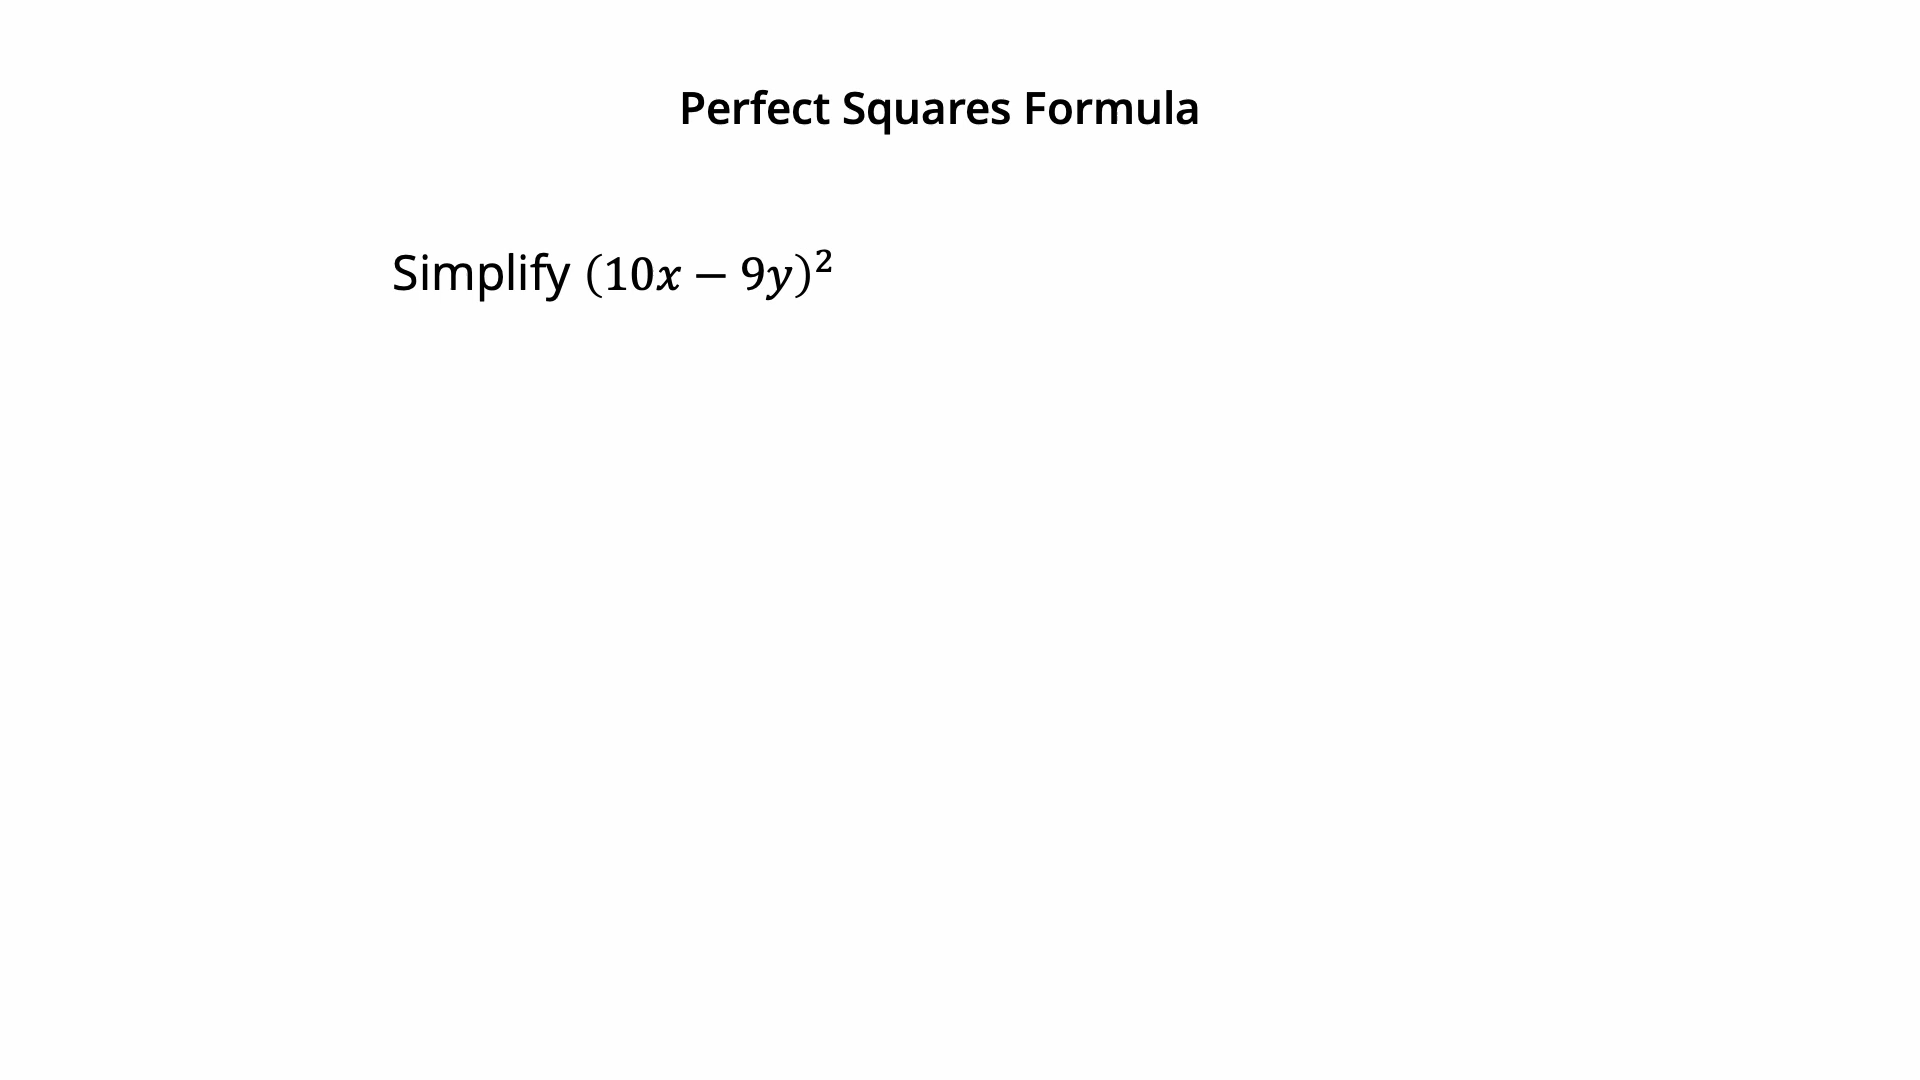 Perfect Squares Formula
Simplify (10x − 9y)²